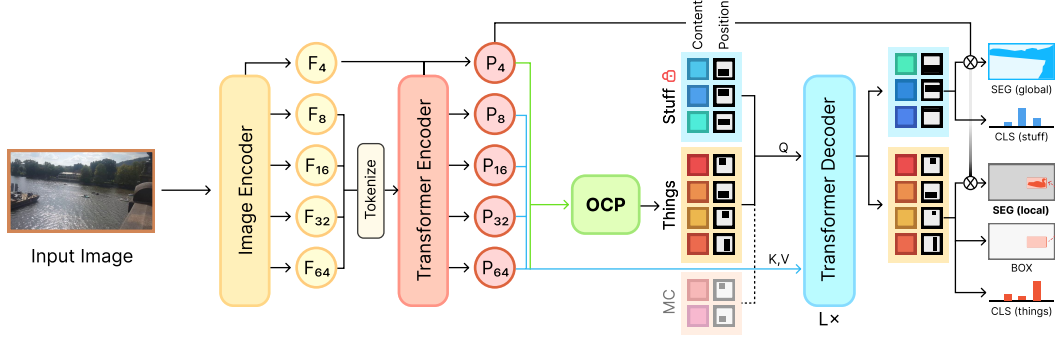 Input Image
Image Encoder
F₄
F₈
F₁₆
F₃₂
F₆₄
Tokenize
Transformer Encoder
P₄
P₈
P₁₆
P₃₂
P₆₄
OCP
Content
Position
Stuff
Things
MC
Q
K,V
Transformer Decoder
L×
SEG (global)
CLS (stuff)
SEG (local)
BOX
CLS (things)